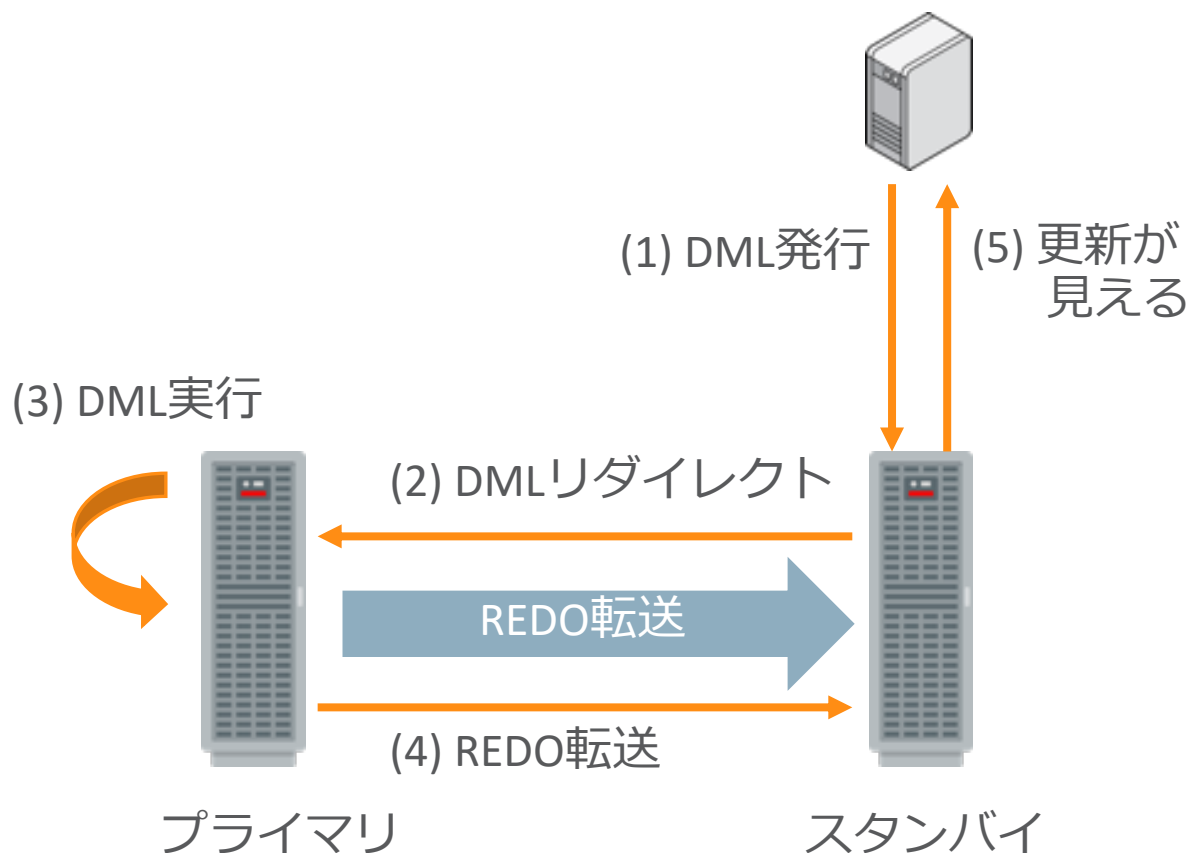 (1) DML発行
(5) 更新が
見える
(3) DML実行
(2) DMLリダイレクト
REDO転送
(4) REDO転送
プライマリ
スタンバイ